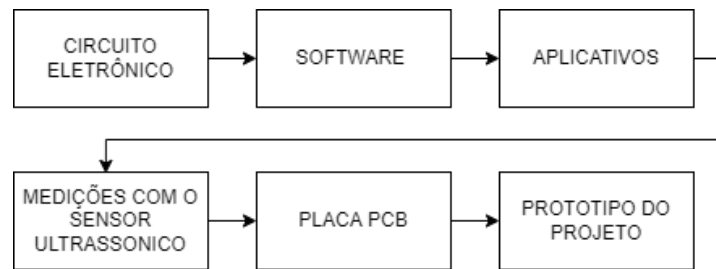 CIRCUITO
ELETRÔNICO
SOFTWARE
APLICATIVOS
MEDIÇÕES COM O
SENSOR
ULTRASSONICO
PLACA PCB
PROTOTIPO DO
PROJETO